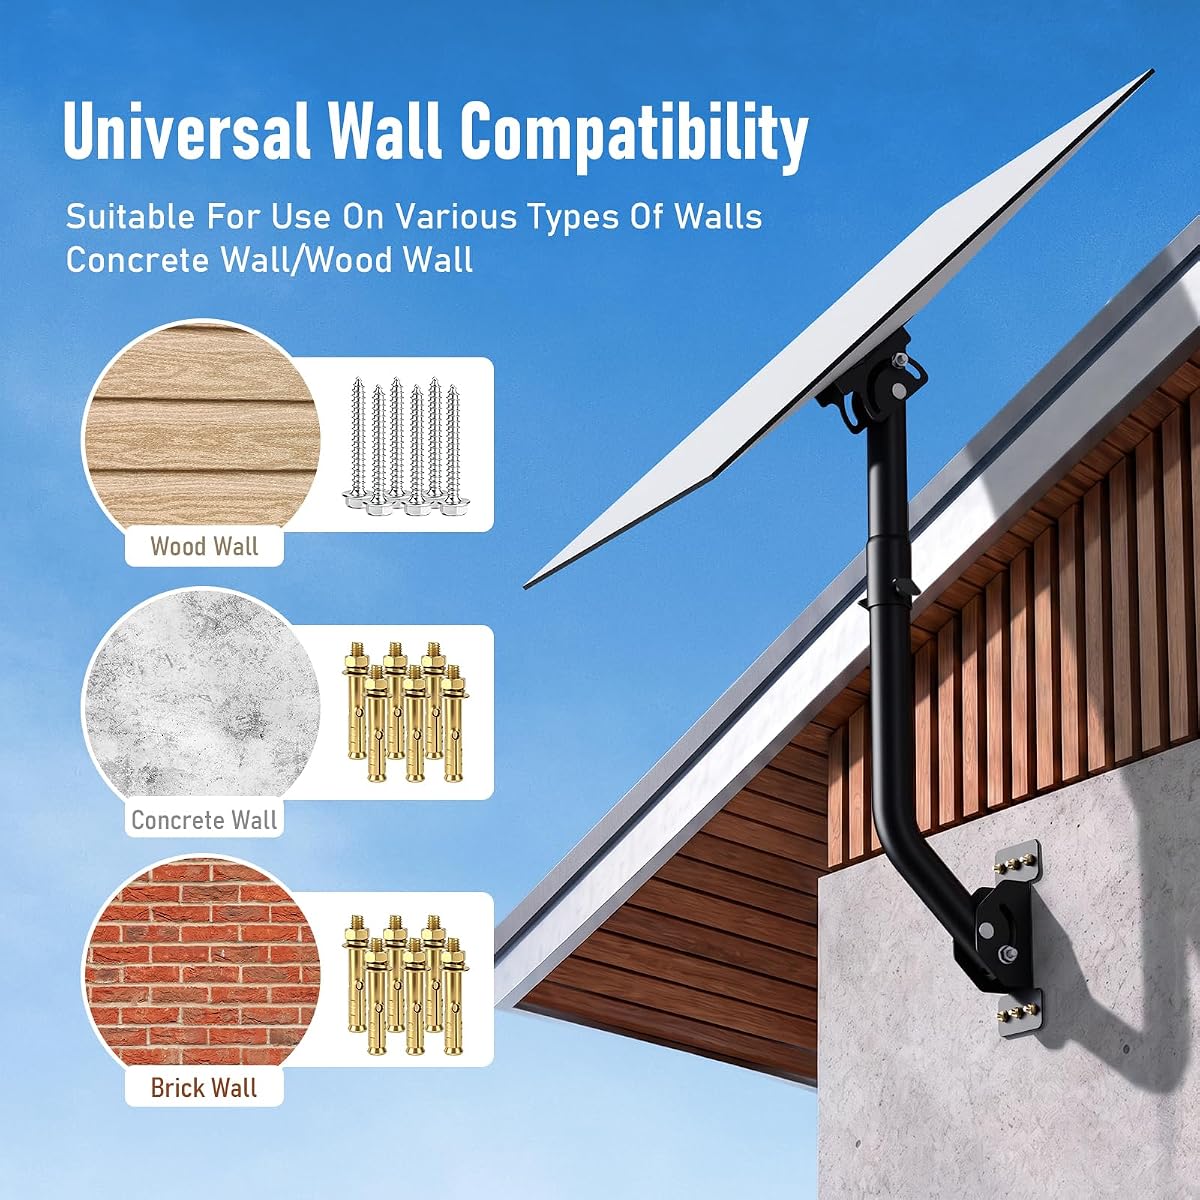 Universal Wall Compatibility
Suitable For Use On Various Types Of Walls
Concrete Wall/Wood Wall
Wood Wall
Concrete Wall
Brick Wall